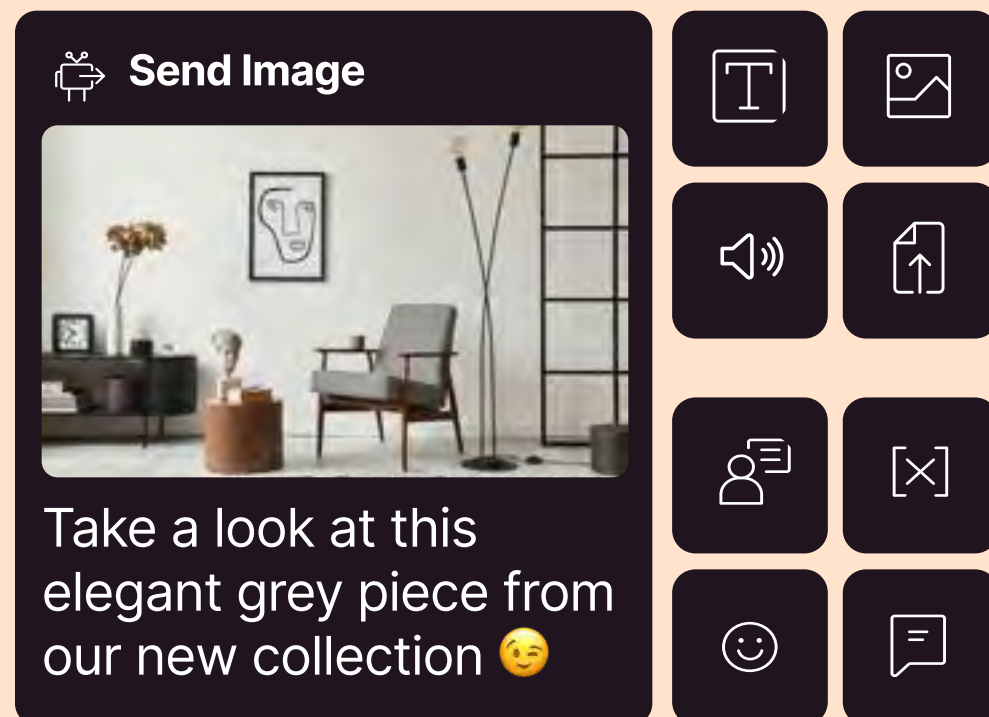 Send Image
Take a look at this
elegant grey piece from
our new collection 😉
T